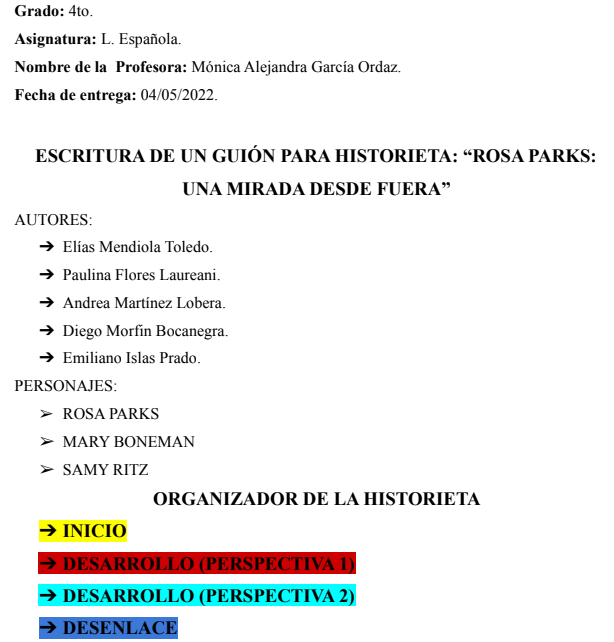 Grado: 4to.
Asignatura: L. Española.
Nombre de la  Profesora: Mónica Alejandra García Ordaz.
Fecha de entrega: 04/05/2022.
ESCRITURA DE UN GUIÓN PARA HISTORIETA: “ROSA PARKS:
UNA MIRADA DESDE FUERA”
AUTORES:
➔ Elías Mendiola Toledo.
➔ Paulina Flores Laureani.
➔ Andrea Martínez Lobera.
➔ Diego Morfín Bocanegra.
➔ Emiliano Islas Prado.
PERSONAJES:
➢ ROSA PARKS
➢ MARY BONEMAN
➢ SAMY RITZ
ORGANIZADOR DE LA HISTORIETA
➔ INICIO
➔ DESARROLLO (PERSPECTIVA 1)
➔ DESARROLLO (PERSPECTIVA 2)
➔ DESENLACE